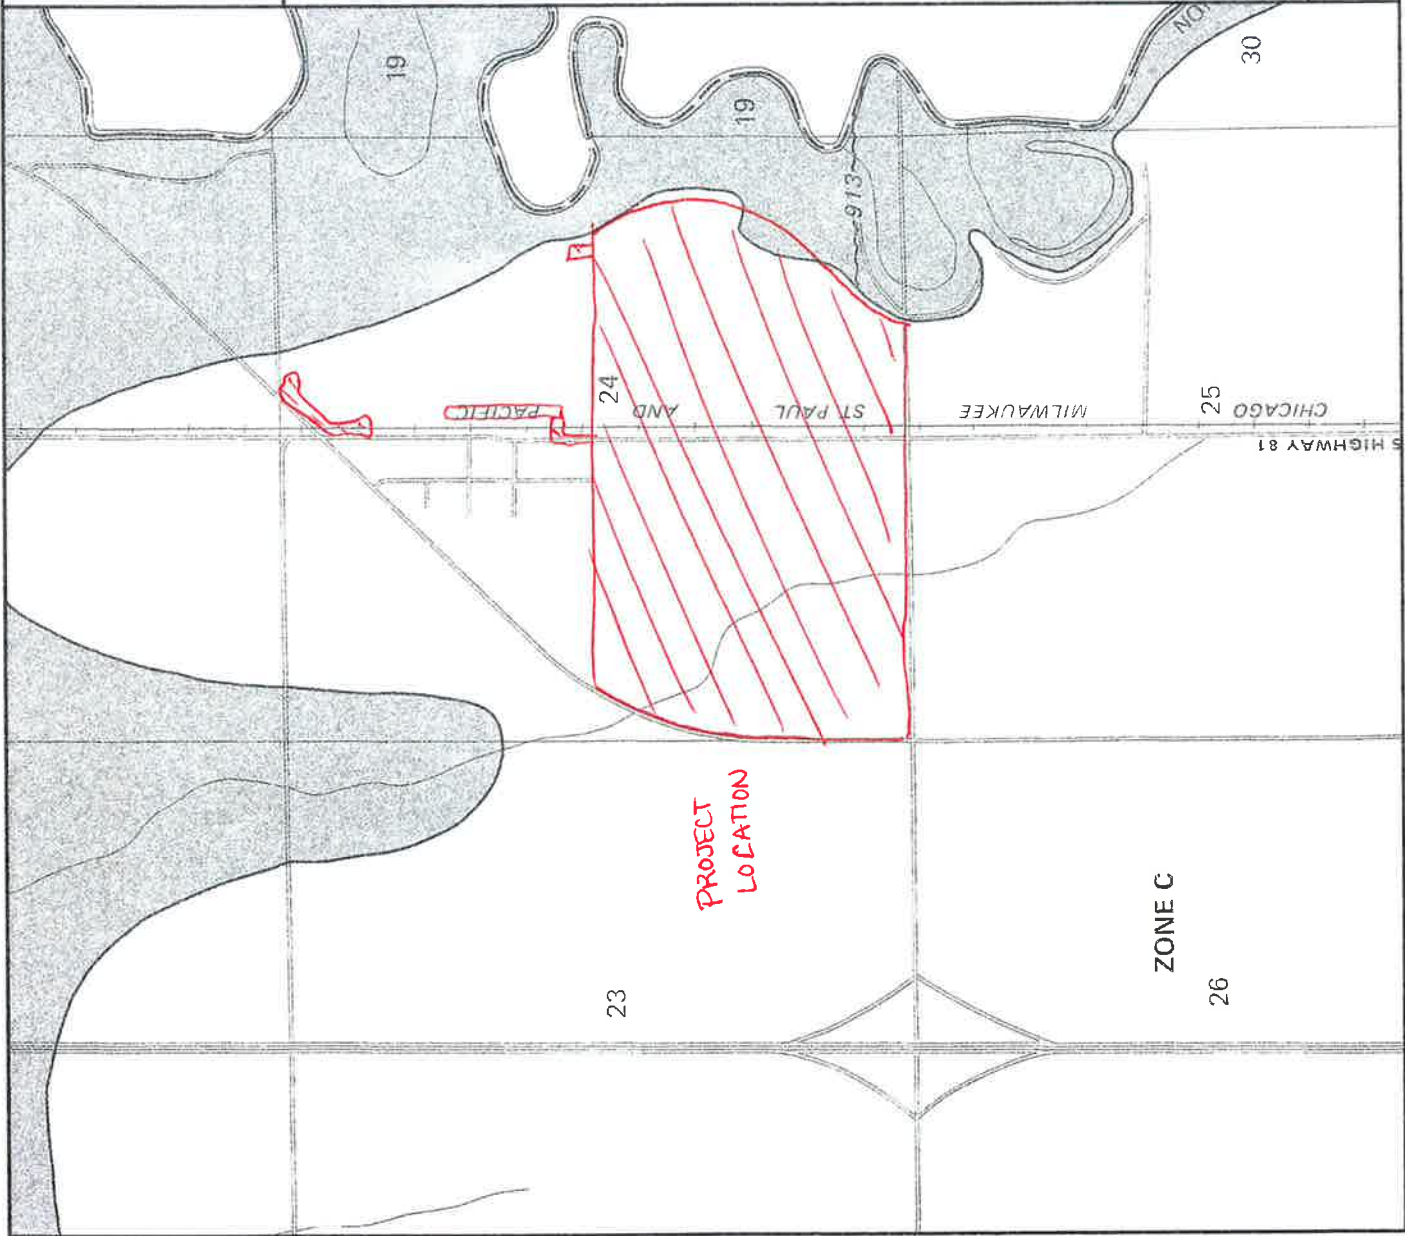 19
NO
30
19
913
24
PACIFIC
AND
ST PAUL
MILWAUKEE
25
CHICAGO
S HIGHWAY 81
PROJECT
LOCATION
ZONE C
23
26